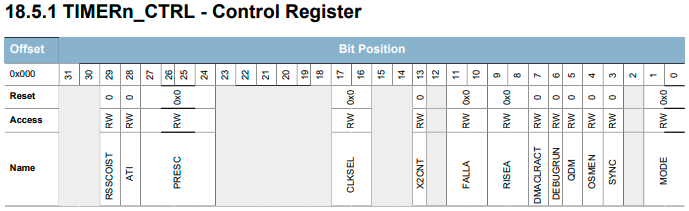 18.5.1 TIMERn_CTRL - Control Register
Offset Bit Position
0x000 31 30 29 28 27 26 25 24 23 22 21 20 19 18 17 16 15 14 13 12 11 10 9 8 7 6 5 4 3 2 1 0
Reset 0 0 0x0 0x0 0 0x0 0x0 0 0 0 0 0 0x0
Access RW RW RW RW RW RW RW RW RW RW RW RW RW
Name RSSCOIST ATI PRESC CLKSEL X2CNT FALLA RISEA DMACLRACT DEBUGRUN QDM OSMEN SYNC MODE